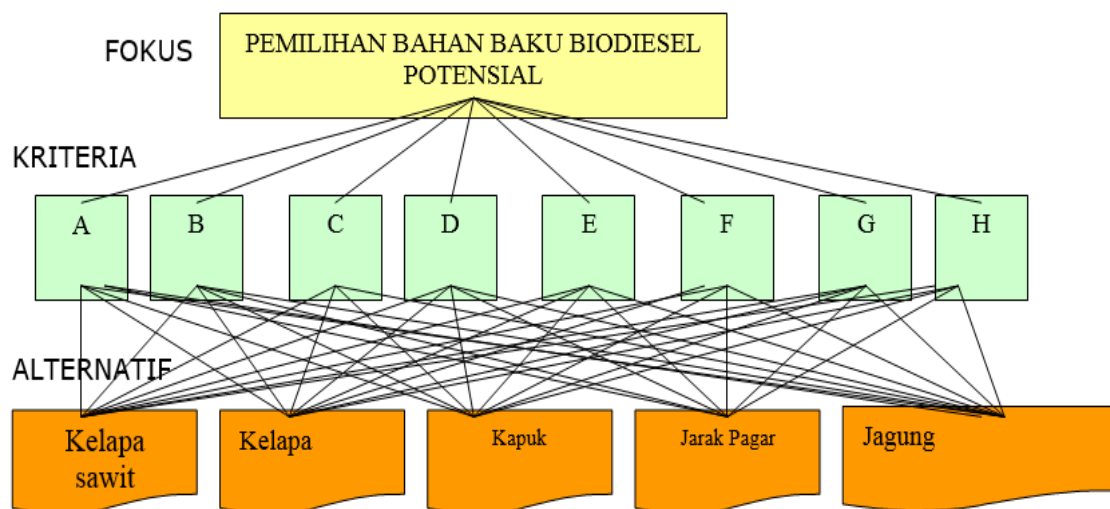 FOKUS
PEMILIHAN BAHAN BAKU BIODIESEL
POTENSIAL
KRITERIA
A
B
C
D
E
F
G
H
ALTERNATIF
Kelapa
sawit
Kelapa
Kapuk
Jarak Pagar
Jagung